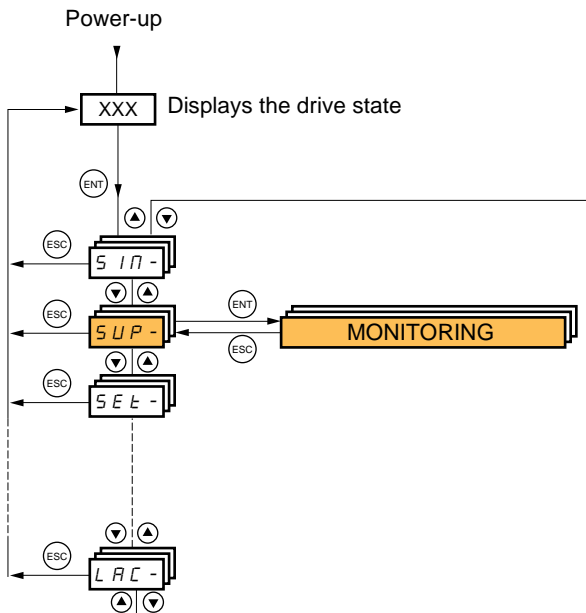 Power-up
XXX Displays the drive state
ENT
ESC
SIM-
ENT
SUP- MONITORING
ESC
ESC
ESC
SEt-
ESC
LAC-